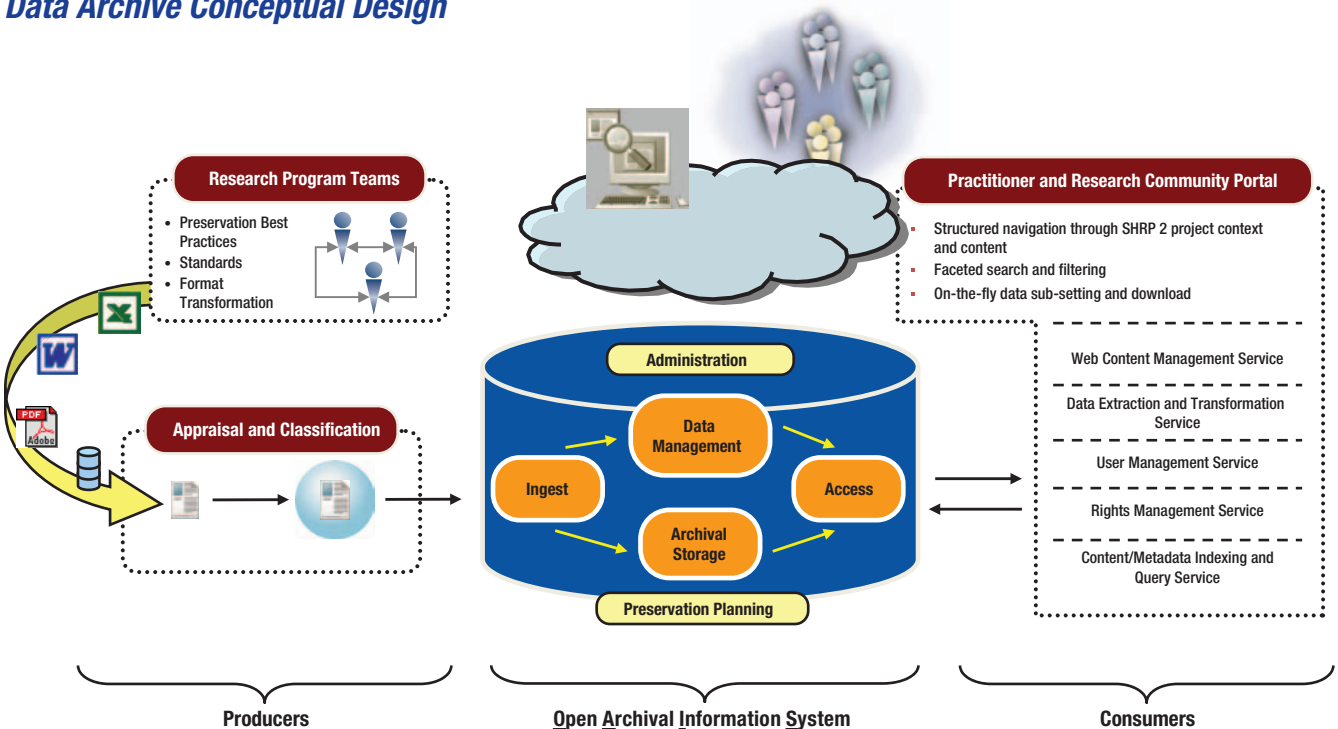 Data Archive Conceptual Design
Research Program Teams
• Preservation Best
Practices
• Standards
• Format
Transformation
X
W
PDF
Adobe
Appraisal and Classification
Administration
Data
Management
Ingest
Access
Archival
Storage
Preservation Planning
Practitioner and Research Community Portal
▪ Structured navigation through SHRP 2 project context
and content
▪ Faceted search and filtering
▪ On-the-fly data sub-setting and download
Web Content Management Service
Data Extraction and Transformation
Service
User Management Service
Rights Management Service
Content/Metadata Indexing and
Query Service
Producers
Open Archival Information System
Consumers